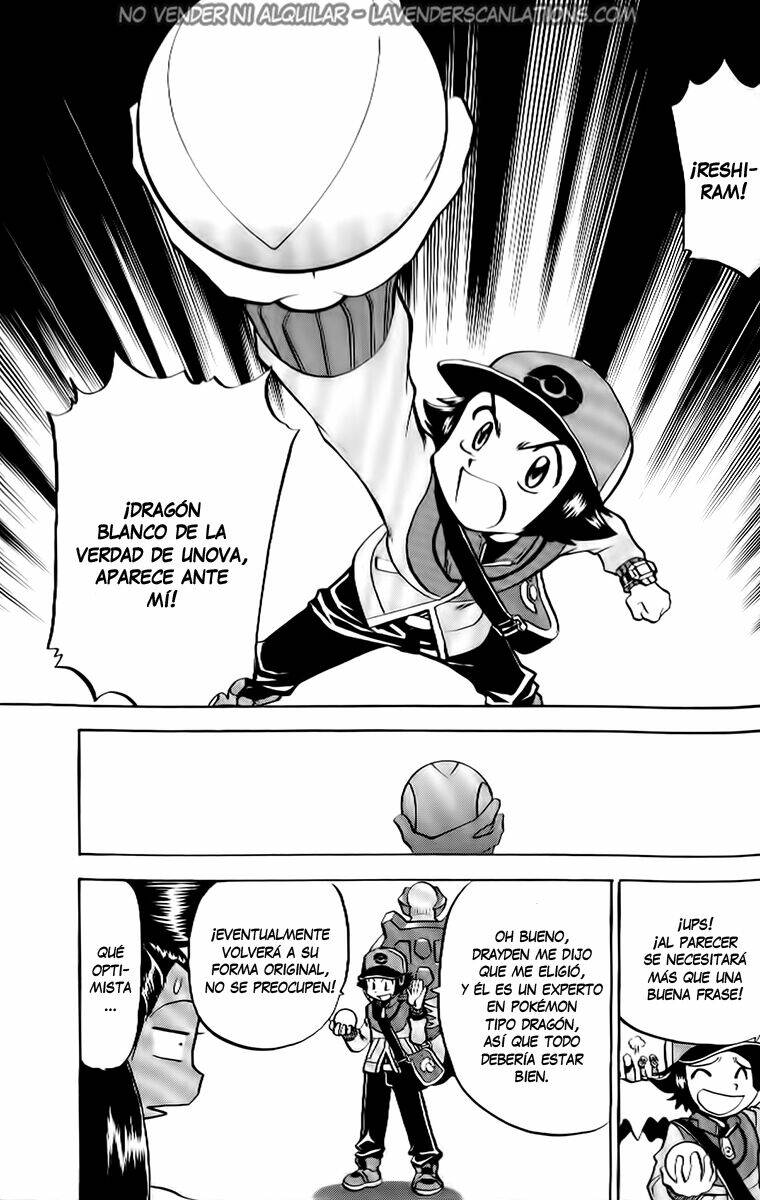 NO VENDER NI ALQUILAR - LAVENDERSCANLATIONS.COM
¡RESHI-
RAM!
¡DRAGÓN
BLANCO DE LA
VERDAD DE UNOVA,
APARECE ANTE
MÍ!
¡UPS!
¡AL PARECER
SE NECESITARÁ
MÁS QUE UNA
BUENA FRASE!
OH BUENO,
DRAYDEN ME DIJO
QUE ME ELIGIÓ,
Y ÉL ES UN EXPERTO
EN POKÉMON
TIPO DRAGÓN,
ASÍ QUE TODO
DEBERÍA ESTAR
BIEN.
¡EVENTUALMENTE
VOLVERÁ A SU
FORMA ORIGINAL,
NO SE PREOCUPEN!
QUÉ
OPTI-
MISTA
...